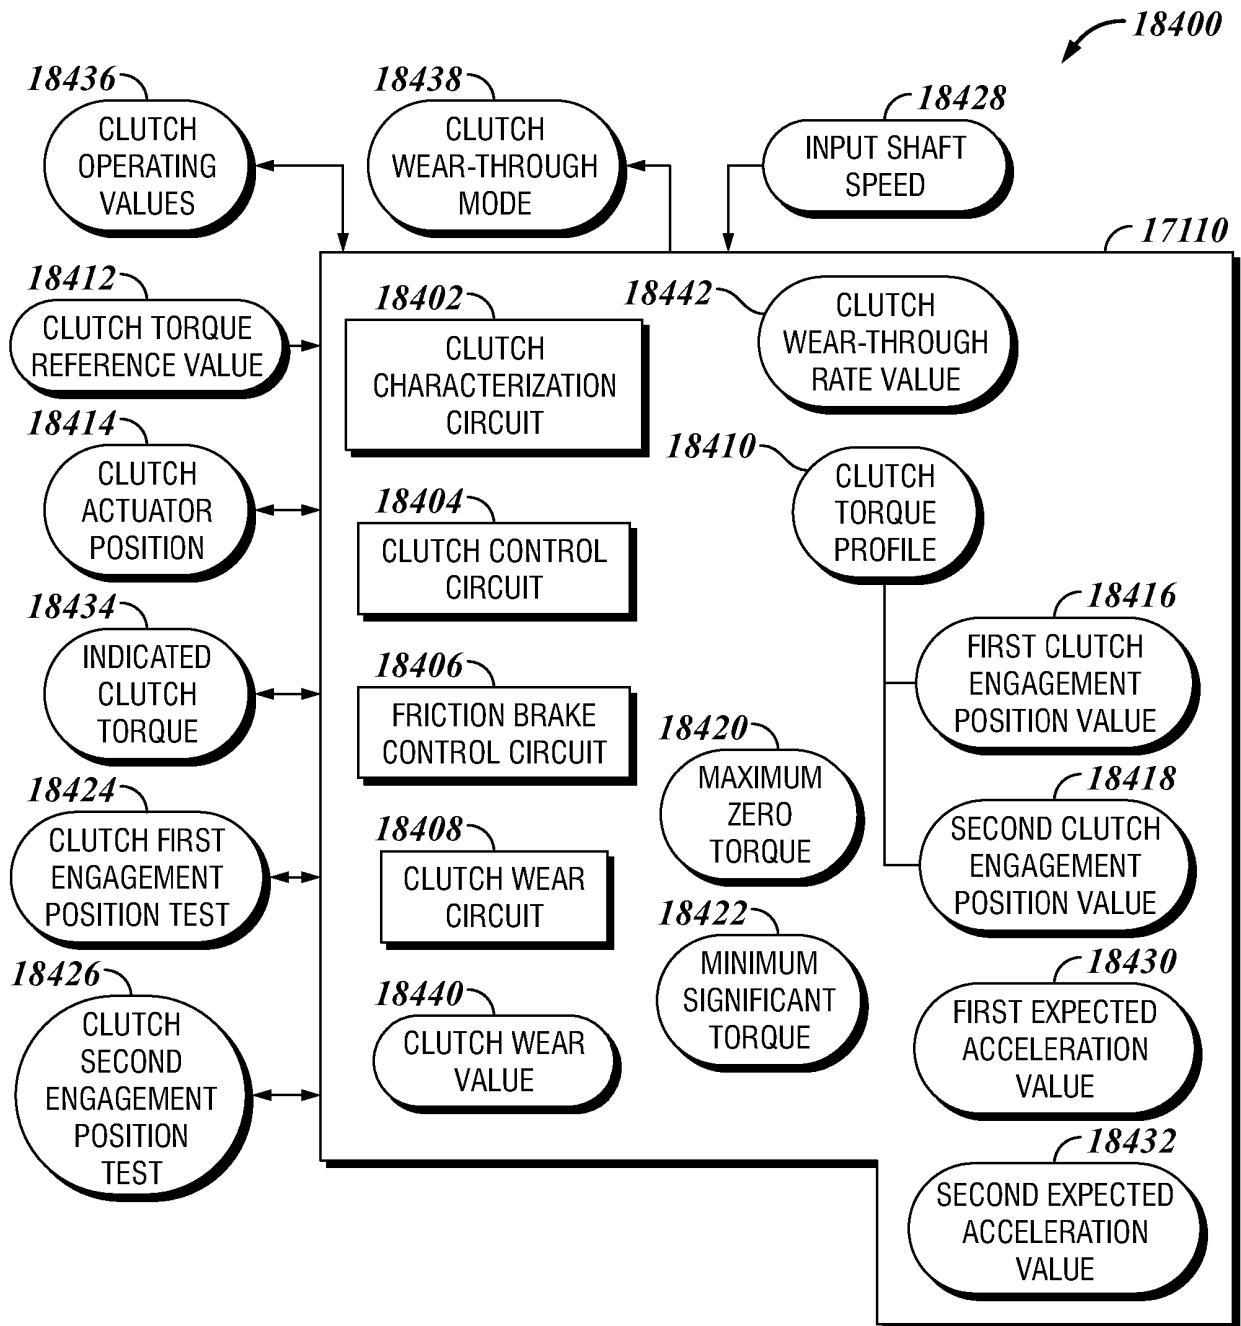 18400
18436
CLUTCH
OPERATING
VALUES
18438
CLUTCH
WEAR-THROUGH
MODE
18428
INPUT SHAFT
SPEED
17110
18412
CLUTCH TORQUE
REFERENCE VALUE
18414
CLUTCH
ACTUATOR
POSITION
18434
INDICATED
CLUTCH
TORQUE
18424
CLUTCH FIRST
ENGAGEMENT
POSITION TEST
18426
CLUTCH
SECOND
ENGAGEMENT
POSITION
TEST
18402
CLUTCH
CHARACTERIZATION
CIRCUIT
18404
CLUTCH CONTROL
CIRCUIT
18406
FRICTION BRAKE
CONTROL CIRCUIT
18408
CLUTCH WEAR
CIRCUIT
18440
CLUTCH WEAR
VALUE
18442
CLUTCH
WEAR-THROUGH
RATE VALUE
18410
CLUTCH
TORQUE
PROFILE
18416
FIRST CLUTCH
ENGAGEMENT
POSITION VALUE
18420
MAXIMUM
ZERO
TORQUE
18418
SECOND CLUTCH
ENGAGEMENT
POSITION VALUE
18422
MINIMUM
SIGNIFICANT
TORQUE
18430
FIRST EXPECTED
ACCELERATION
VALUE
18432
SECOND EXPECTED
ACCELERATION
VALUE